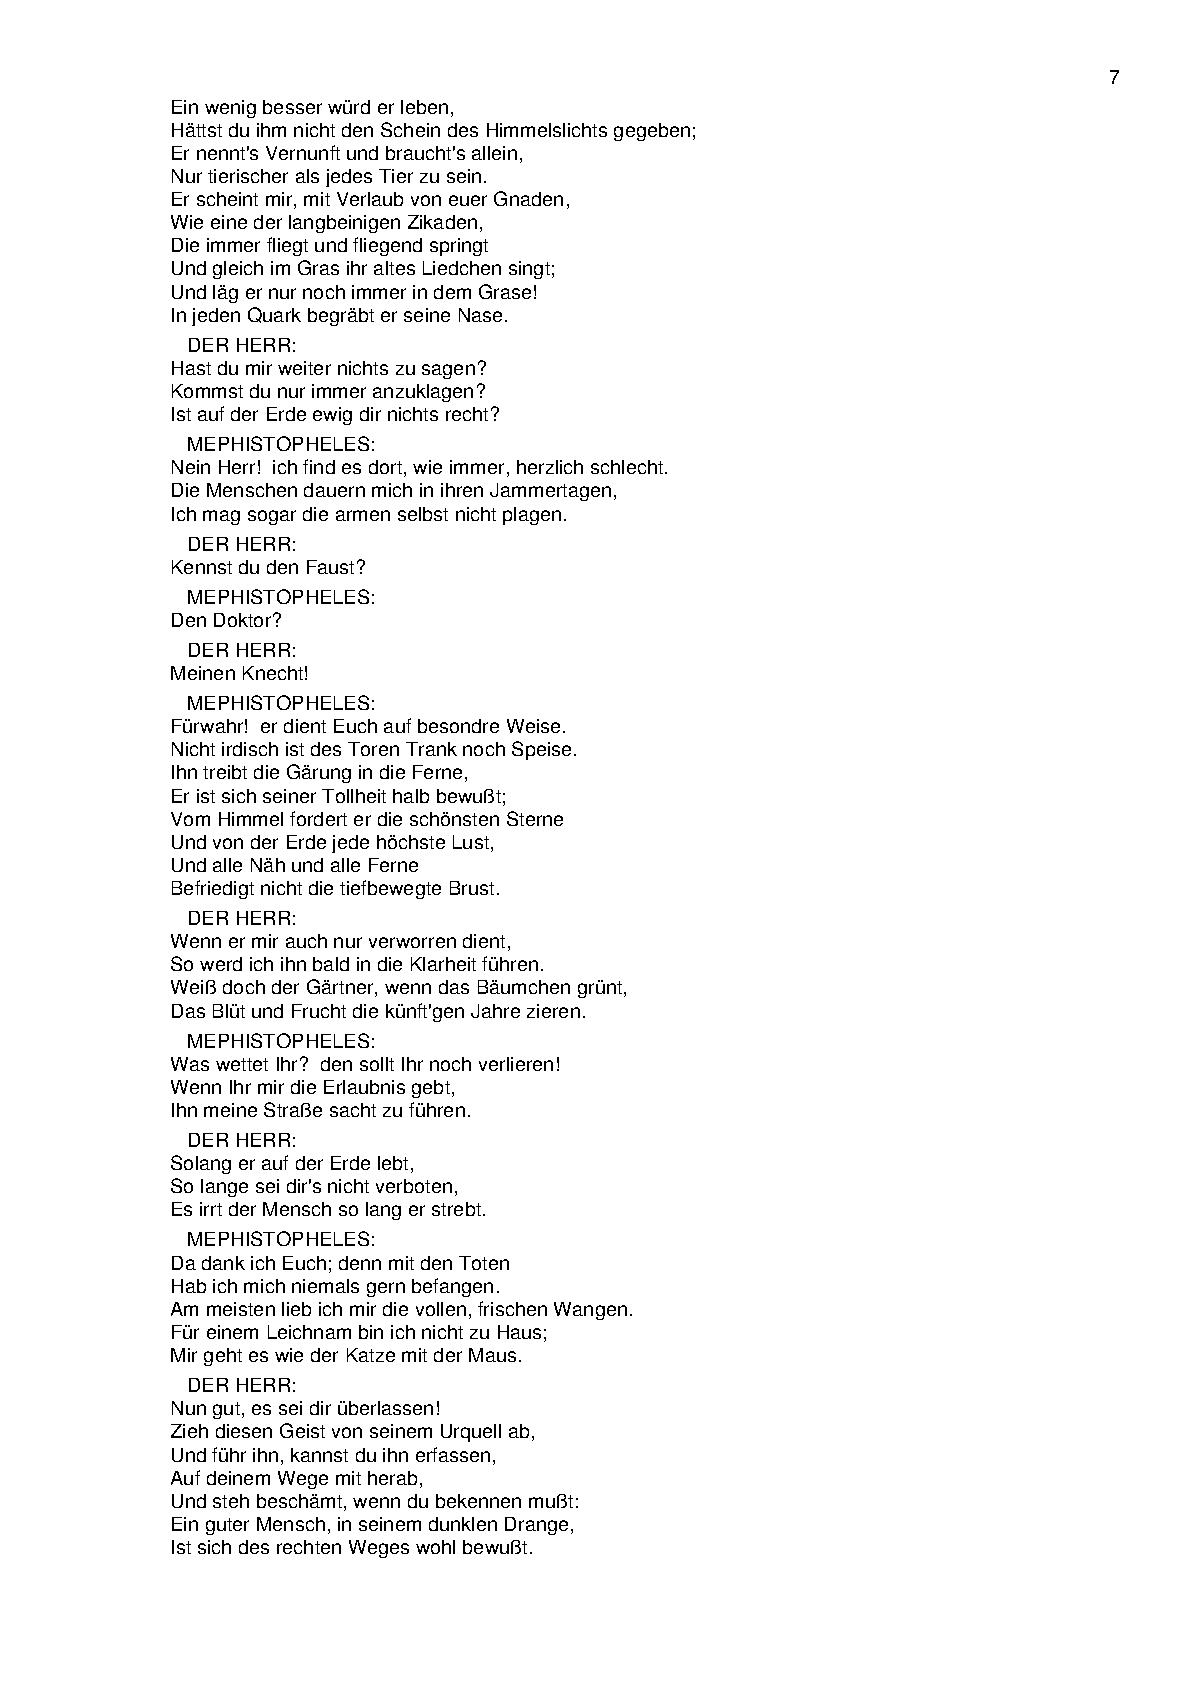 7
Ein wenig besser würd er leben,
Hättst du ihm nicht den Schein des Himmelslichts gegeben;
Er nennt's Vernunft und braucht's allein,
Nur tierischer als jedes Tier zu sein.
Er scheint mir, mit Verlaub von euer Gnaden,
Wie eine der langbeinigen Zikaden,
Die immer fliegt und fliegend springt
Und gleich im Gras ihr altes Liedchen singt;
Und läg er nur noch immer in dem Grase!
In jeden Quark begräbt er seine Nase.
DER HERR:
Hast du mir weiter nichts zu sagen?
Kommst du nur immer anzuklagen?
Ist auf der Erde ewig dir nichts recht?
MEPHISTOPHELES:
Nein Herr!  ich find es dort, wie immer, herzlich schlecht.
Die Menschen dauern mich in ihren Jammertagen,
Ich mag sogar die armen selbst nicht plagen.
DER HERR:
Kennst du den Faust?
MEPHISTOPHELES:
Den Doktor?
DER HERR:
Meinen Knecht!
MEPHISTOPHELES:
Fürwahr!  er dient Euch auf besondre Weise.
Nicht irdisch ist des Toren Trank noch Speise.
Ihn treibt die Gärung in die Ferne,
Er ist sich seiner Tollheit halb bewußt;
Vom Himmel fordert er die schönsten Sterne
Und von der Erde jede höchste Lust,
Und alle Näh und alle Ferne
Befriedigt nicht die tiefbewegte Brust.
DER HERR:
Wenn er mir auch nur verworren dient,
So werd ich ihn bald in die Klarheit führen.
Weiß doch der Gärtner, wenn das Bäumchen grünt,
Das Blüt und Frucht die künft'gen Jahre zieren.
MEPHISTOPHELES:
Was wettet Ihr?  den sollt Ihr noch verlieren!
Wenn Ihr mir die Erlaubnis gebt,
Ihn meine Straße sacht zu führen.
DER HERR:
Solang er auf der Erde lebt,
So lange sei dir's nicht verboten,
Es irrt der Mensch so lang er strebt.
MEPHISTOPHELES:
Da dank ich Euch; denn mit den Toten
Hab ich mich niemals gern befangen.
Am meisten lieb ich mir die vollen, frischen Wangen.
Für einem Leichnam bin ich nicht zu Haus;
Mir geht es wie der Katze mit der Maus.
DER HERR:
Nun gut, es sei dir überlassen!
Zieh diesen Geist von seinem Urquell ab,
Und führ ihn, kannst du ihn erfassen,
Auf deinem Wege mit herab,
Und steh beschämt, wenn du bekennen mußt:
Ein guter Mensch, in seinem dunklen Drange,
Ist sich des rechten Weges wohl bewußt.